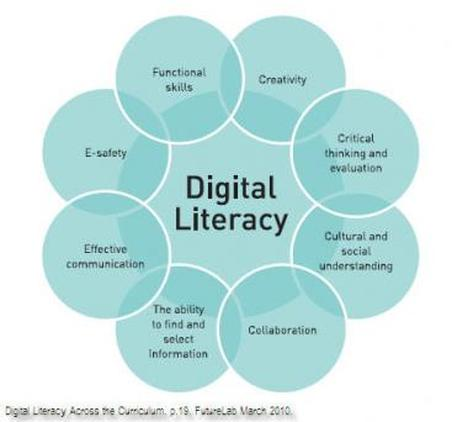 Functional
skills
Creativity
E-safety
Critical
thinking and
evaluation
Digital
Literacy
Effective
communication
Cultural and
social
understanding
The ability
to find and
select
information
Collaboration
Digital Literacy Across the Curriculum. p.19. FutureLab March 2010.